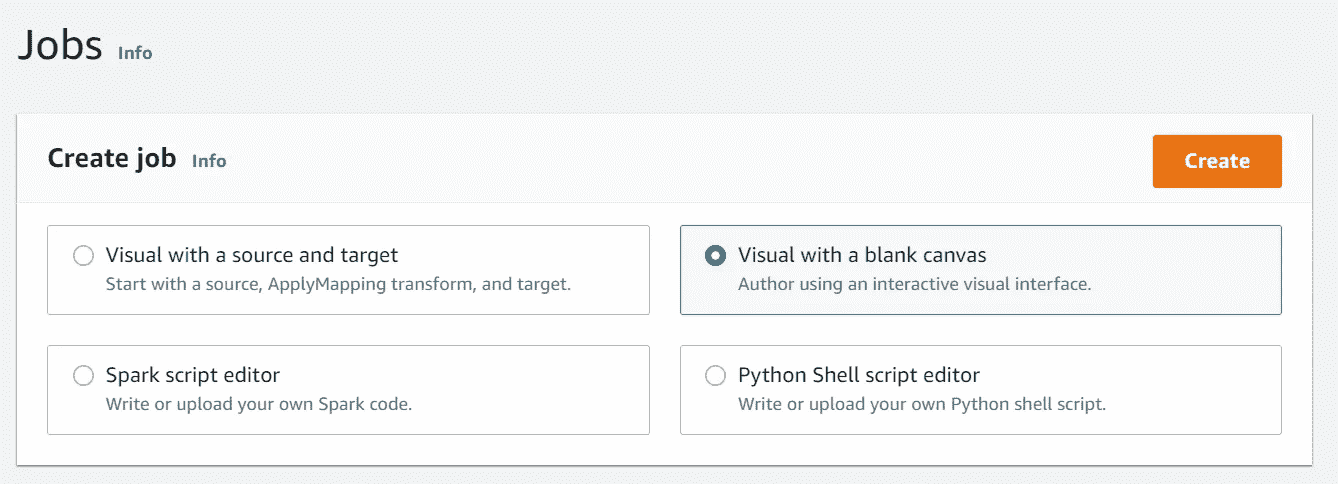 Jobs Info
Create job Info
Create
Visual with a source and target
Start with a source, ApplyMapping transform, and target.
Visual with a blank canvas
Author using an interactive visual interface.
Spark script editor
Write or upload your own Spark code.
Python Shell script editor
Write or upload your own Python shell script.